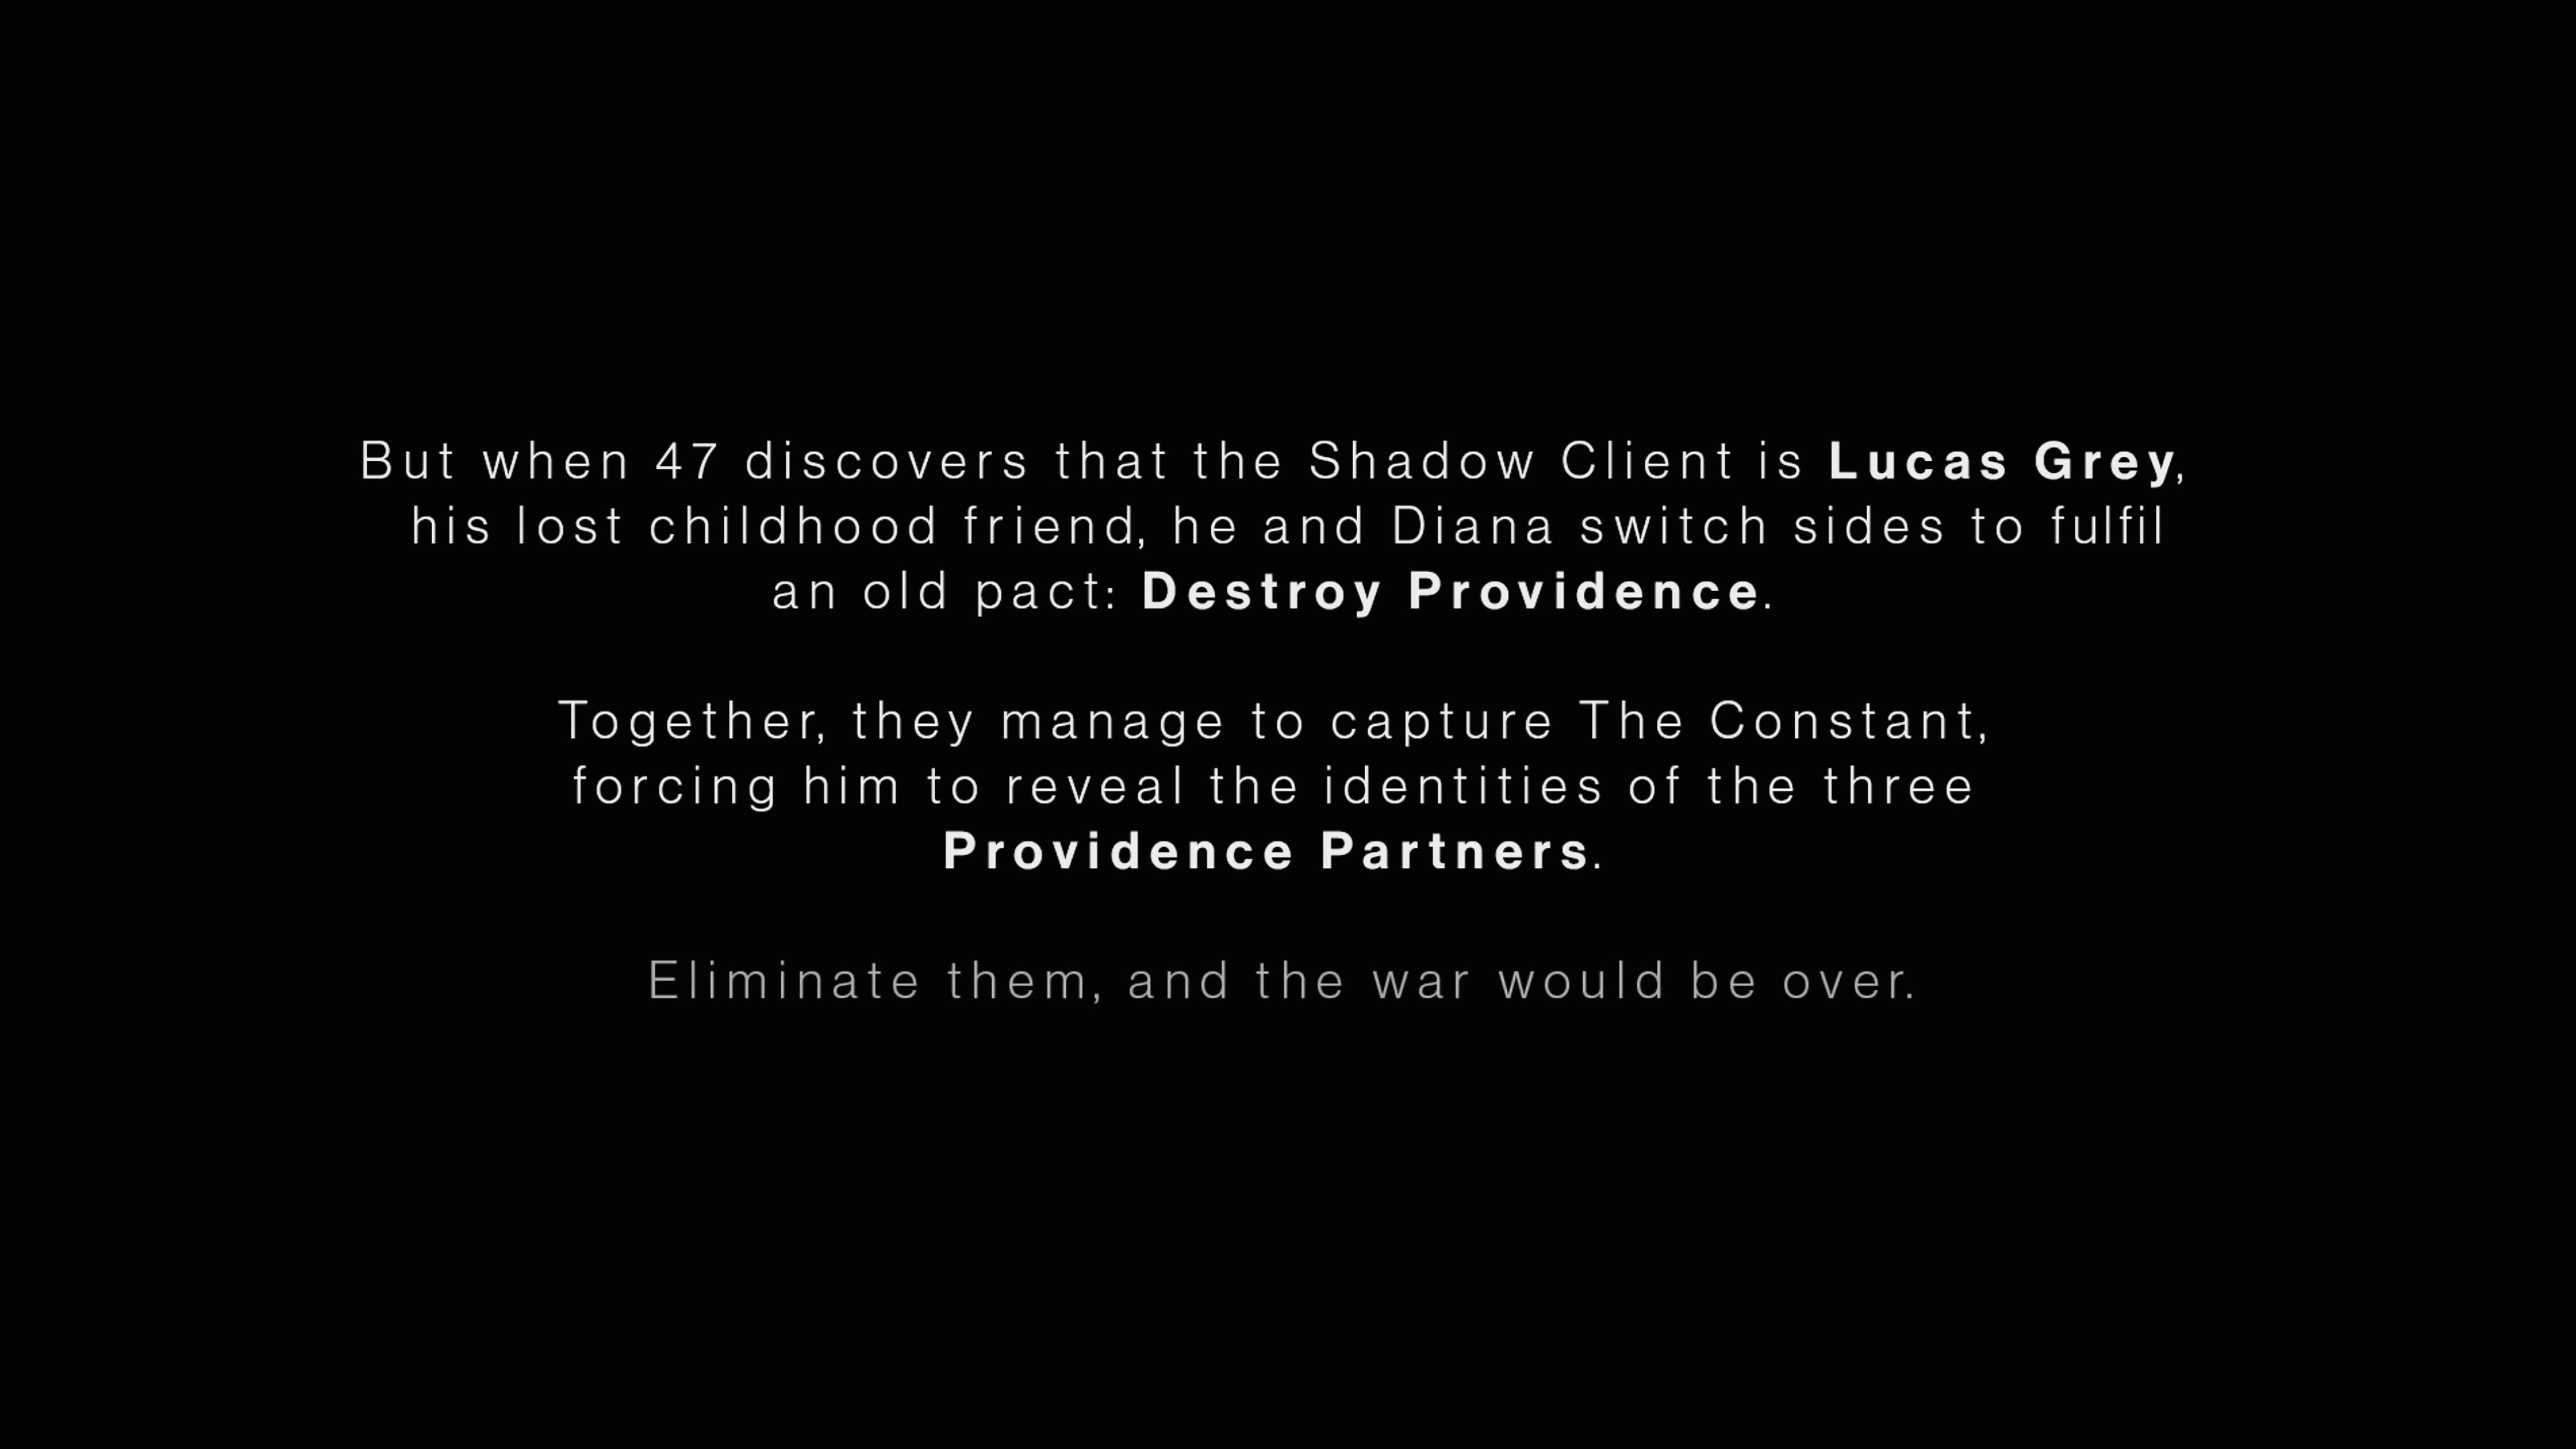 But when 47 discovers that the Shadow Client is Lucas Grey,
his lost childhood friend, he and Diana switch sides to fulfil
an old pact: Destroy Providence.
Together, they manage to capture The Constant,
forcing him to reveal the identities of the three
Providence Partners.
Eliminate them, and the war would be over.